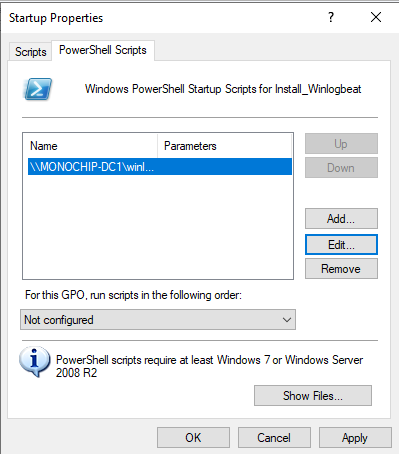 Startup Properties
?
Scripts
PowerShell Scripts
Windows PowerShell Startup Scripts for Install_Winlogbeat
Name Parameters
\\MONOCHIP-DC1\winl...
Up
Down
Add...
Edit...
Remove
For this GPO, run scripts in the following order:
Not configured
PowerShell scripts require at least Windows 7 or Windows Server
2008 R2
Show Files...
OK Cancel Apply